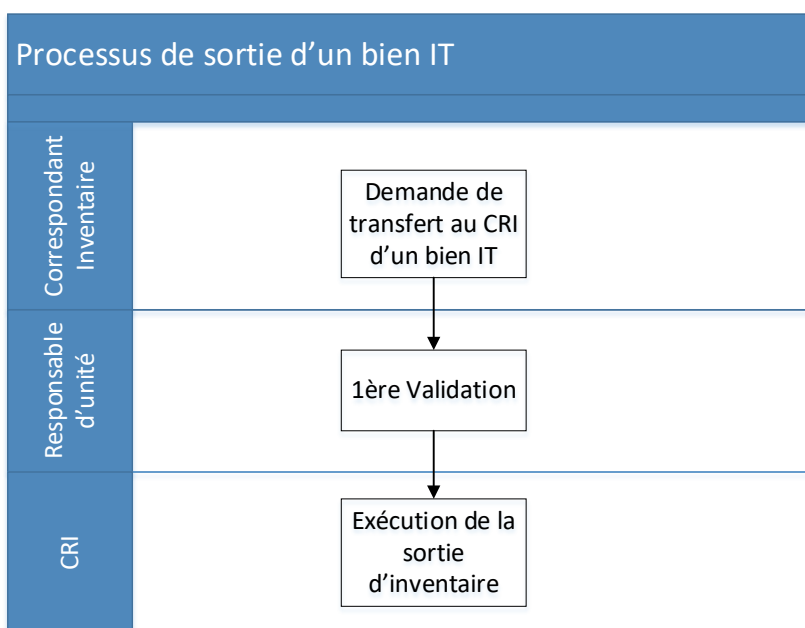 Processus de sortie d’un bien IT
Correspondant
Inventaire
Demande de
transfert au CRI
d’un bien IT
Responsable
d’unité
1ère Validation
CRI
Exécution de la
sortie
d’inventaire